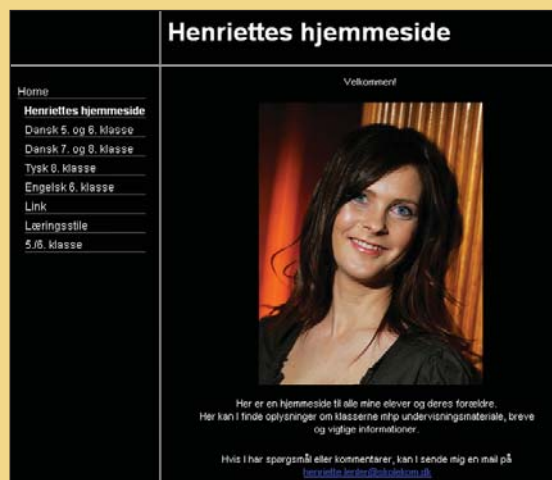 Henriettes hjemmeside
Home
Henriettes hjemmeside
Dansk 5. og 6. klasse
Dansk 7. og 8. klasse
Tysk 8. klasse
Engelsk 6. klasse
Link
Læringsstile
5./6. klasse
Velkommen!
Her er en hjemmeside til alle mine elever og deres forældre.
Her kan I finde oplysninger om klasserne mhp undervisningsmateriale, breve
og vigtige informationer.
Hvis I har spørgsmål eller kommentarer, kan I sende mig en mail på